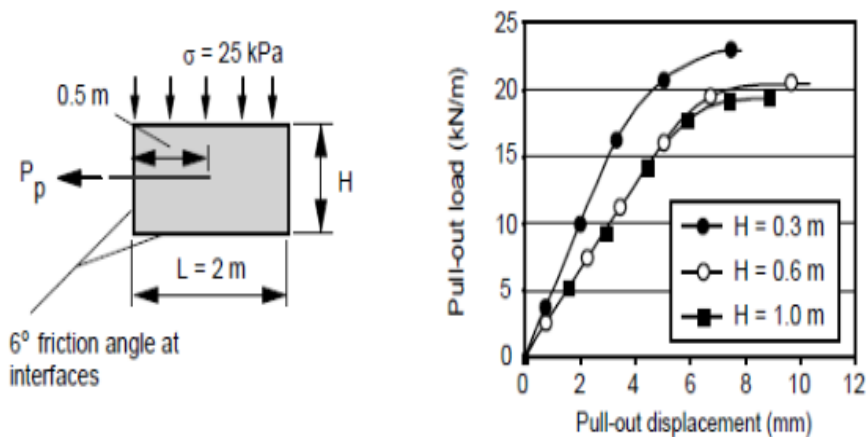 σ = 25 kPa
0.5 m
P_p
H
L = 2 m
6° friction angle at
interfaces
Pull-out load (kN/m)
25
20
15
10
5
0
H = 0.3 m
H = 0.6 m
H = 1.0 m
0 2 4 6 8 10 12
Pull-out displacement (mm)